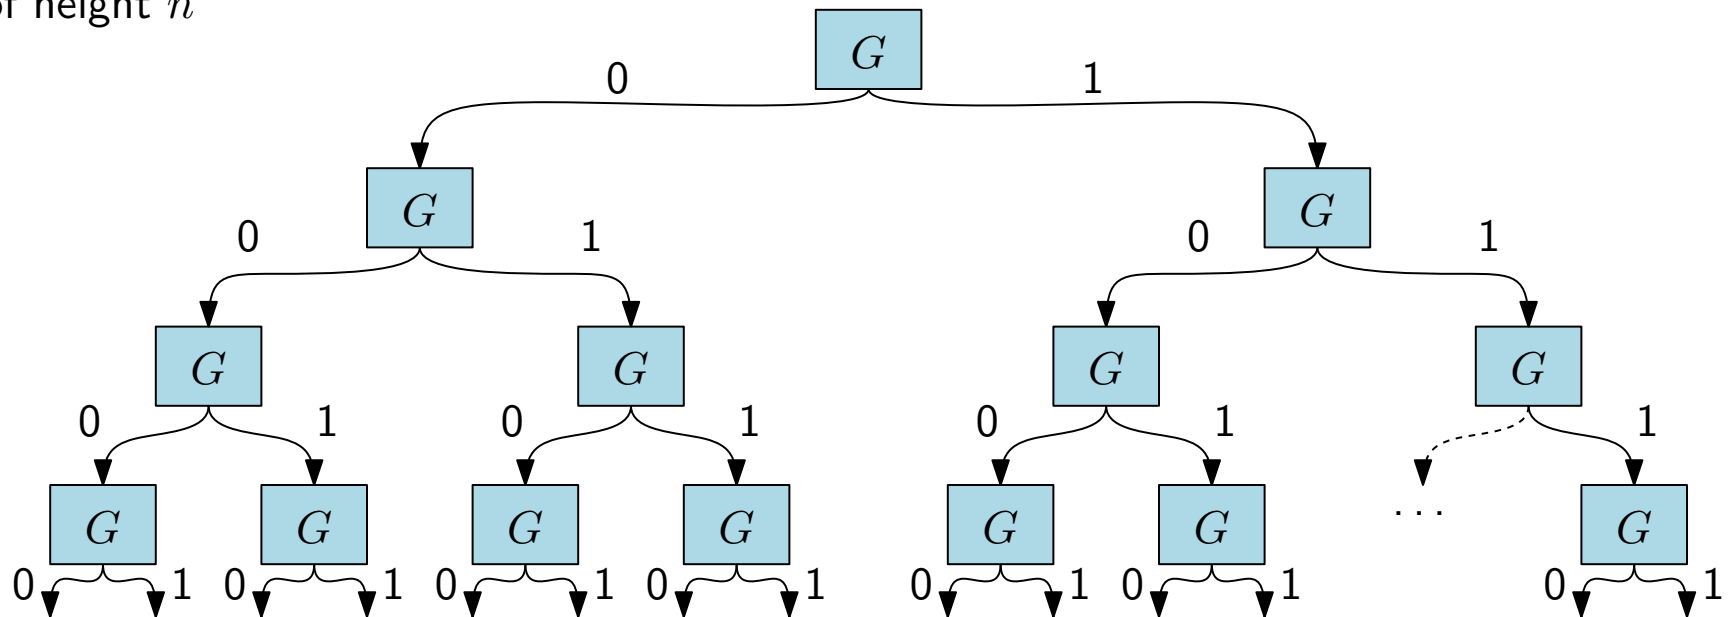 of height n
G
0 1
G G
0 1 0 1
G G G G
0 1 0 1 0 1 1
G G G G G G ... G
0 1 0 1 0 1 0 1 0 1 0 1 0 1